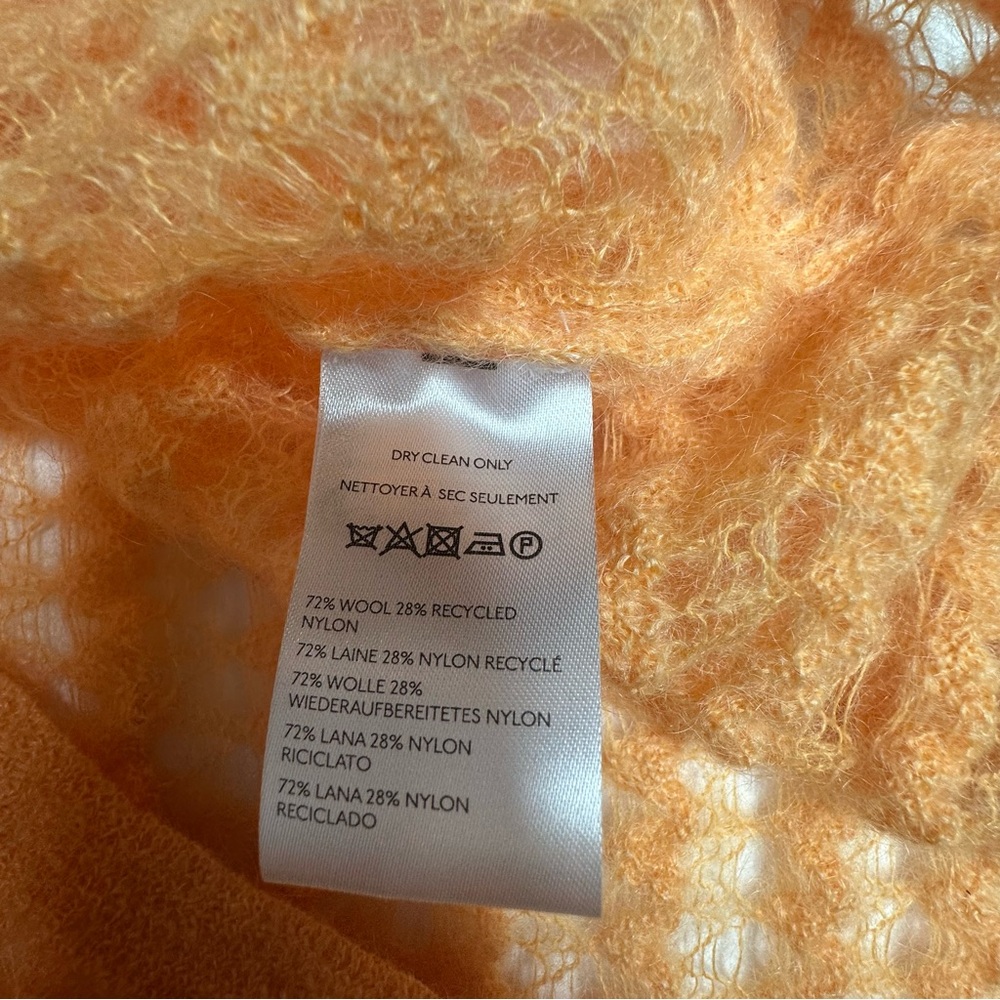 DRY CLEAN ONLY
NETTOYER À SEC SEULEMENT
P
72% WOOL 28% RECYCLED
NYLON
72% LAINE 28% NYLON RECYCLÉ
72% WOLLE 28%
WIEDERAUFBEREITETES NYLON
72% LANA 28% NYLON
RICICLATO
72% LANA 28% NYLON
RECICLADO